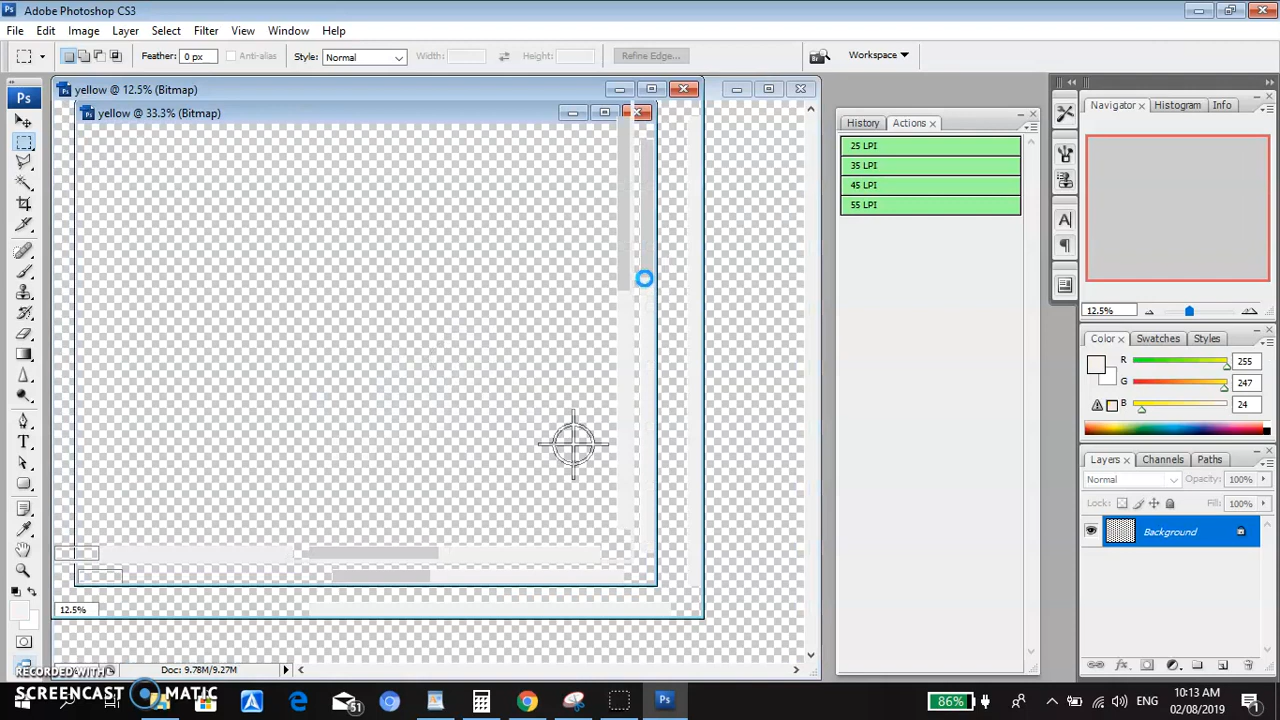 Adobe Photoshop CS3
File Edit Image Layer Select Filter View Window Help
Feather: 0 px Anti-alias Style: Normal Width: Height: Refine Edge... Workspace
yellow @ 12.5% (Bitmap)
yellow @ 33.3% (Bitmap)
History Actions
25 LPI
35 LPI
45 LPI
55 LPI
Navigator Histogram Info
12.5%
Color Swatches Styles
R 255
G 247
B 24
Layers Channels Paths
Normal Opacity: 100%
Lock: Fill: 100%
Background
12.5%
Doc: 9.78M/9.27M
RECORDED WITH
SCREENCAST MATIC
51
86%
ENG
10:13 AM
02/08/2019
1